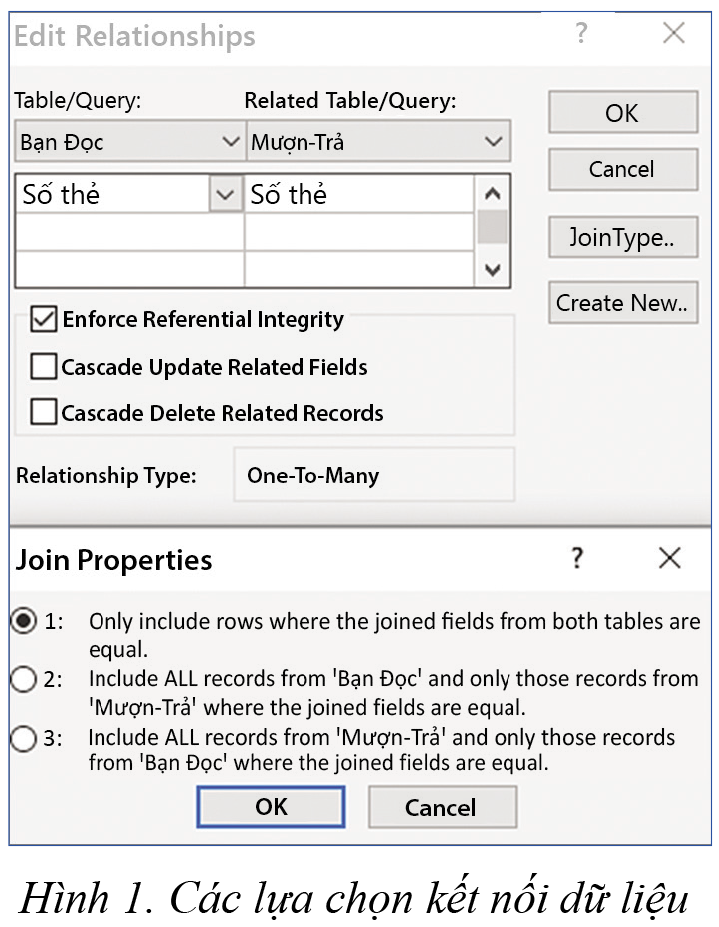 Edit Relationships ? ×
Table/Query: Related Table/Query:
Bạn Đọc Mượn-Trả
Số thẻ Số thẻ
Enforce Referential Integrity
Cascade Update Related Fields
Cascade Delete Related Records
Relationship Type: One-To-Many
OK
Cancel
JoinType..
Create New..
Join Properties ? ×
1: Only include rows where the joined fields from both tables are
equal.
2: Include ALL records from 'Bạn Đọc' and only those records from
'Mượn-Trả' where the joined fields are equal.
3: Include ALL records from 'Mượn-Trả' and only those records
from 'Bạn Đọc' where the joined fields are equal.
OK Cancel
Hình 1. Các lựa chọn kết nối dữ liệu